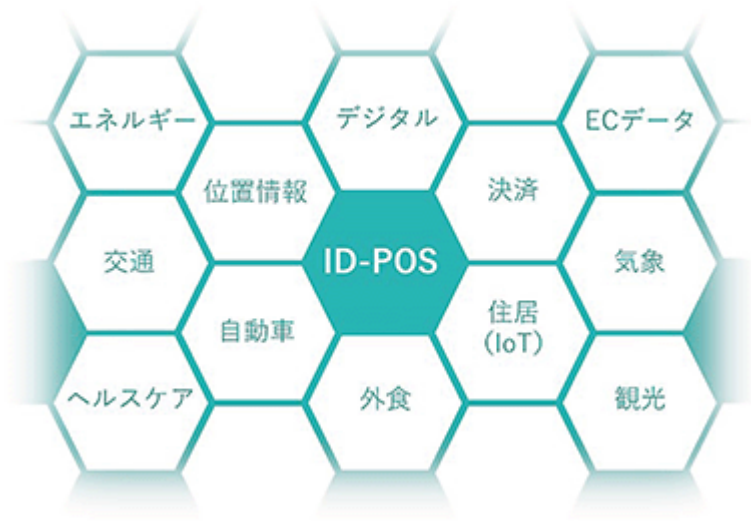 エネルギー
デジタル
ECデータ
位置情報
決済
交通
ID-POS
気象
自動車
住居
(IoT)
ヘルスケア
外食
観光